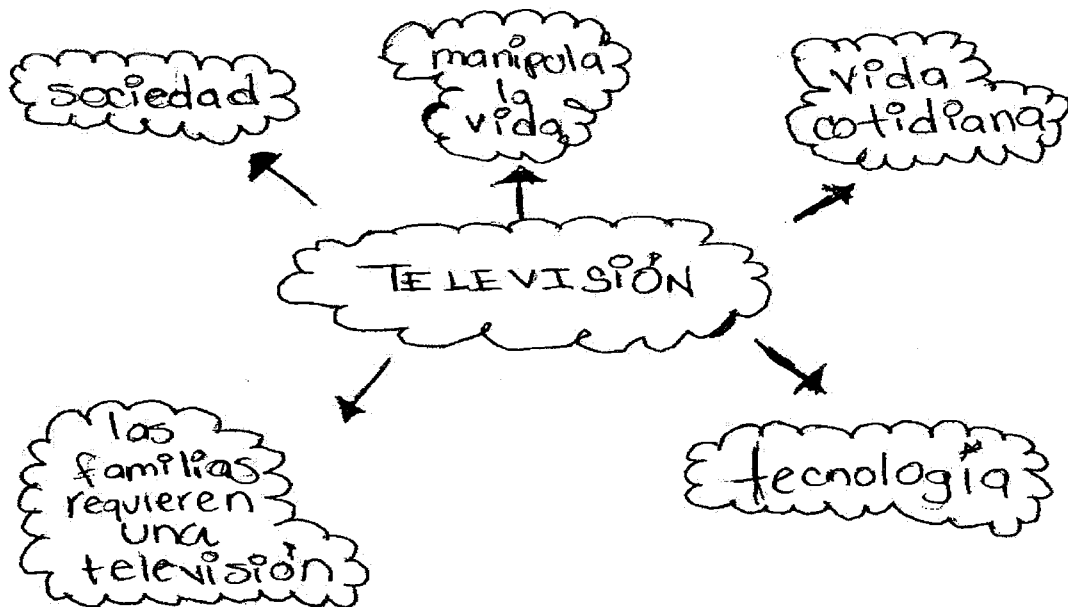 sociedad
manipula
la
vida
vida
cotidiana
TELEVISIÓN
las
familias
requieren
una
televisión
tecnología